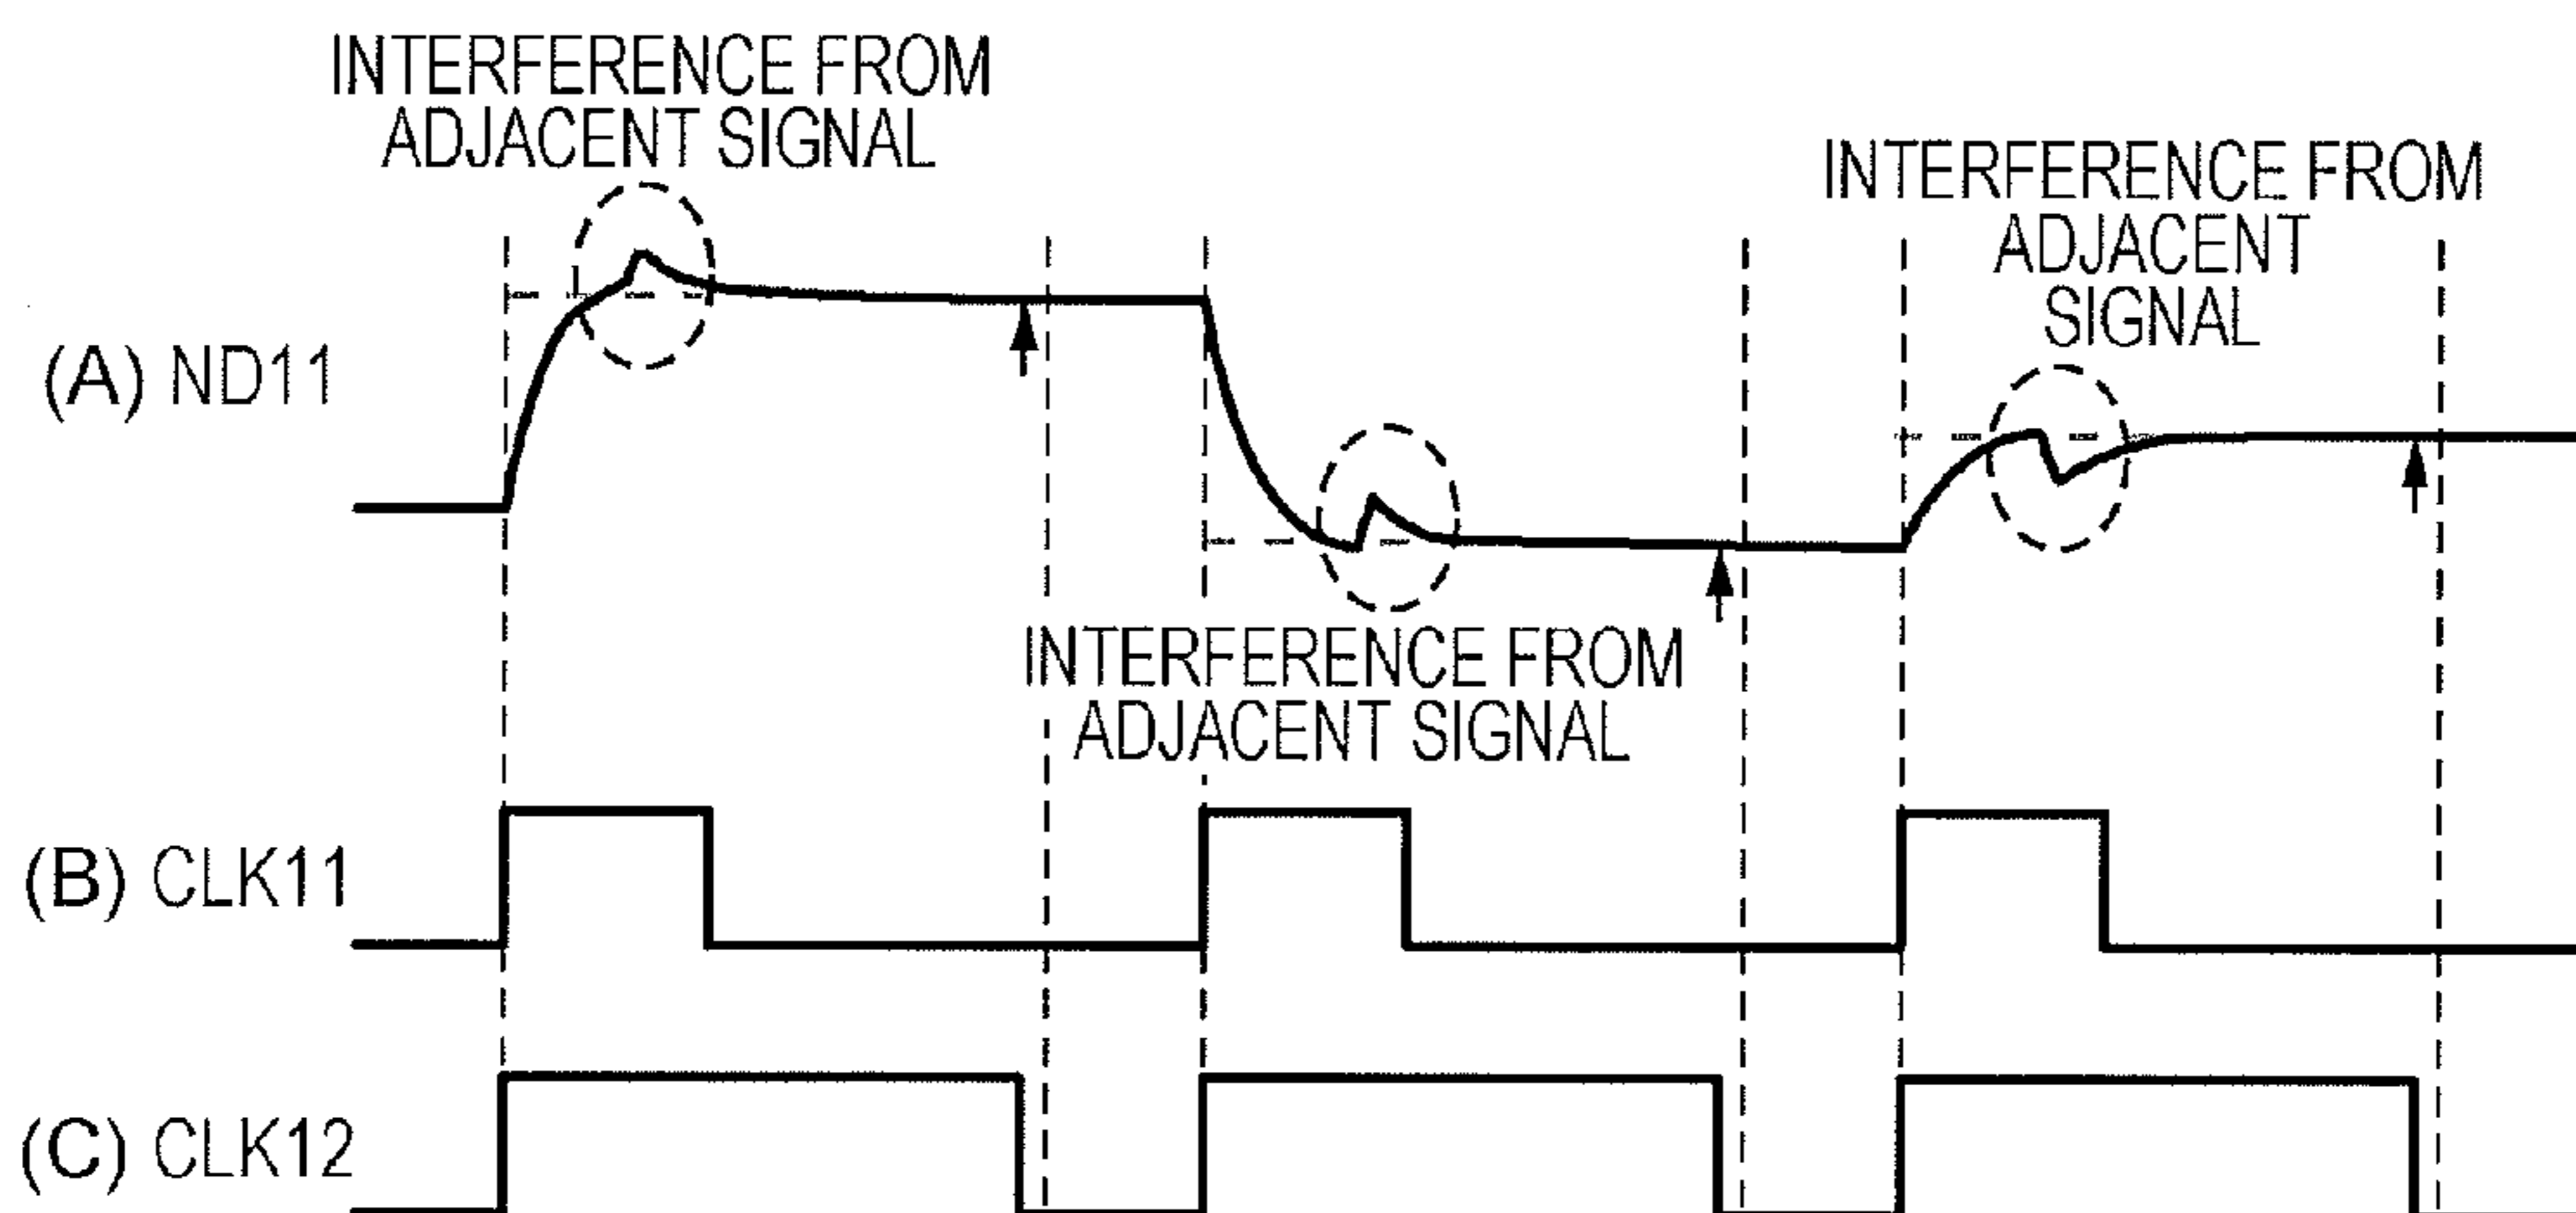 INTERFERENCE FROM
ADJACENT SIGNAL
INTERFERENCE FROM
ADJACENT
SIGNAL
(A) ND11
INTERFERENCE FROM
ADJACENT SIGNAL
(B) CLK11
(C) CLK12